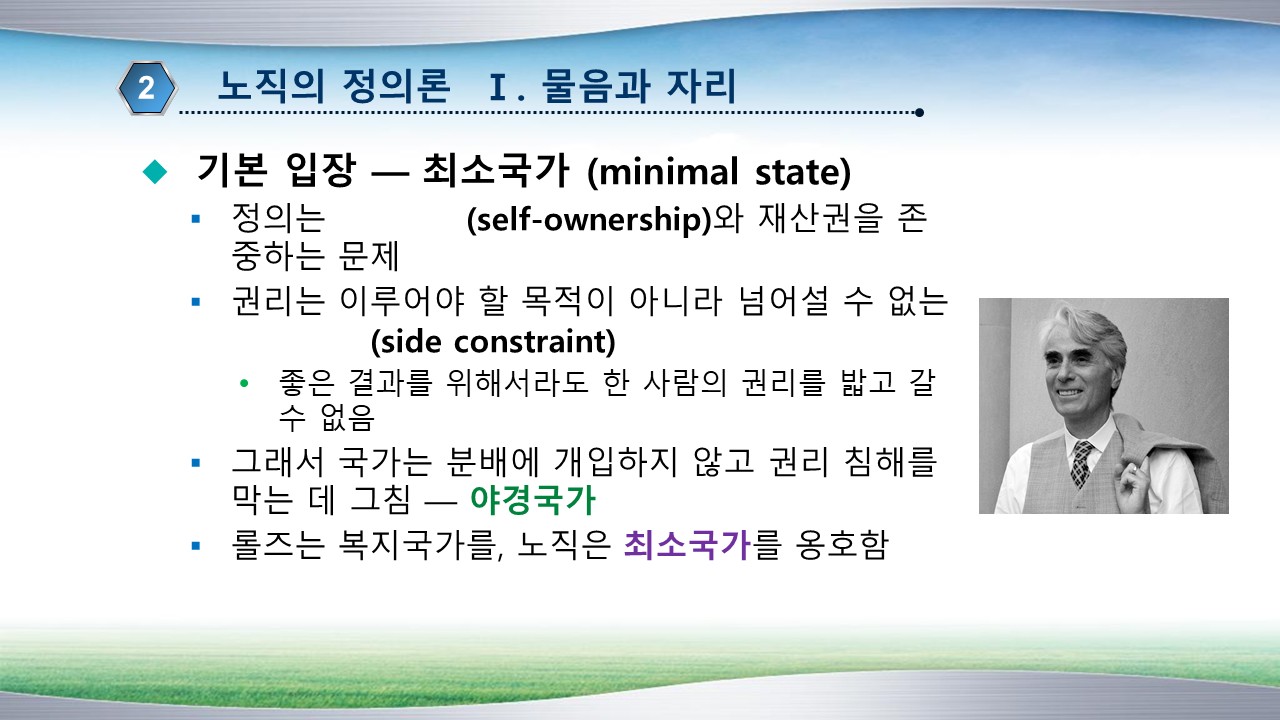 2
노직의 정의론 Ⅰ. 물음과 자리
기본 입장 — 최소국가 (minimal state)
정의는 (self-ownership)와 재산권을 존
중하는 문제
권리는 이루어야 할 목적이 아니라 넘어설 수 없는
(side constraint)
좋은 결과를 위해서라도 한 사람의 권리를 밟고 갈
수 없음
그래서 국가는 분배에 개입하지 않고 권리 침해를
막는 데 그침 — 야경국가
롤즈는 복지국가를, 노직은 최소국가를 옹호함